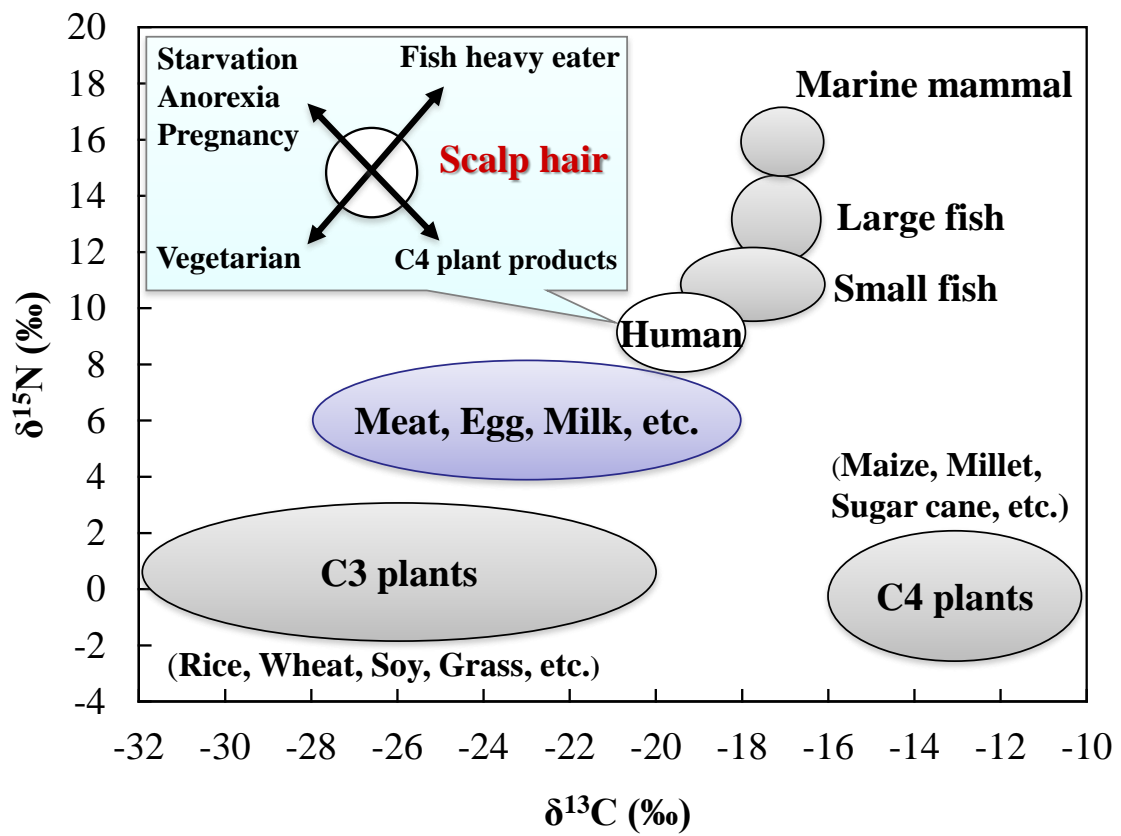 20
18
16
14
12
10
8
6
4
2
0
-2
-4
δ¹⁵N (‰)
Starvation
Anorexia
Pregnancy
Fish heavy eater
Scalp hair
Vegetarian
C4 plant products
Marine mammal
Large fish
Small fish
Human
Meat, Egg, Milk, etc.
(Maize, Millet,
Sugar cane, etc.)
C3 plants
C4 plants
(Rice, Wheat, Soy, Grass, etc.)
-32 -30 -28 -26 -24 -22 -20 -18 -16 -14 -12 -10
δ¹³C (‰)